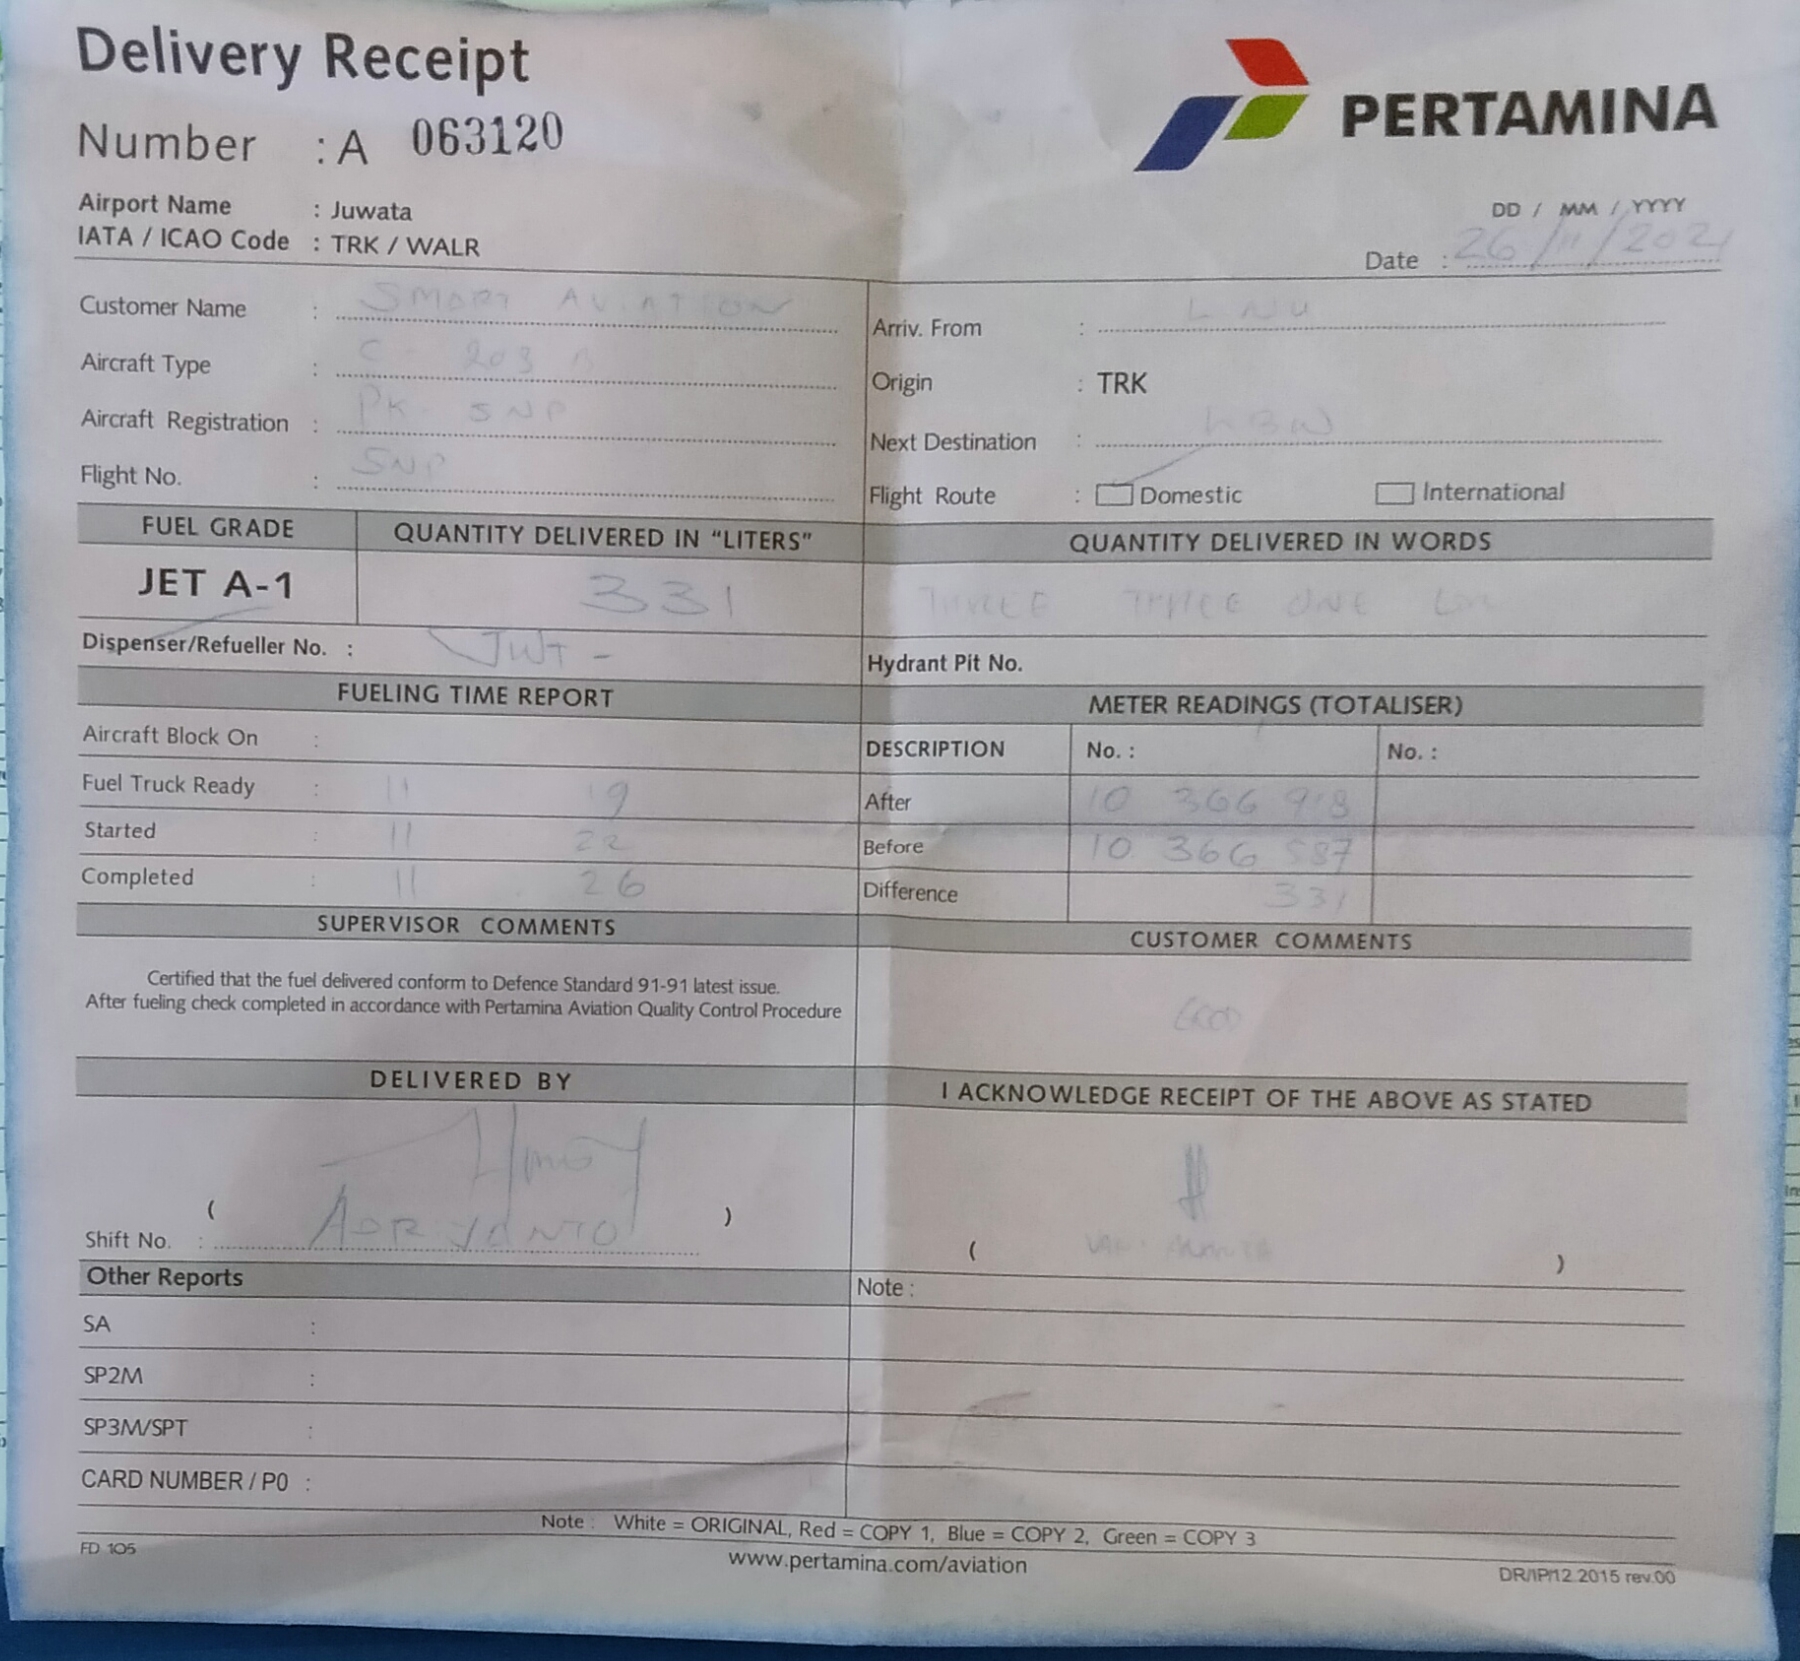 Delivery Receipt
PERTAMINA
Number : A 063120
Airport Name : Juwata
IATA / ICAO Code : TRK / WALR
DD / MM / YYYY
Date : 26/11/2021
Customer Name : SMART AVIATION
Arriv. From : LNU
Aircraft Type : C - 208 B
Origin : TRK
Aircraft Registration : PK - SNP
Next Destination : LBW
Flight No. : SNP
Flight Route : Domestic International
FUEL GRADE QUANTITY DELIVERED IN “LITERS” QUANTITY DELIVERED IN WORDS
JET A-1 331 THREE THREE ONE
Dispenser/Refueller No. : JWT -
Hydrant Pit No.
FUELING TIME REPORT METER READINGS (TOTALISER)
Aircraft Block On :
DESCRIPTION No. : No. :
Fuel Truck Ready : 11 19
After 10 366 918
Started : 11 22
Before 10 366 587
Completed : 11 26
Difference 331
SUPERVISOR COMMENTS CUSTOMER COMMENTS
Certified that the fuel delivered conform to Defence Standard 91-91 latest issue.
After fueling check completed in accordance with Pertamina Aviation Quality Control Procedure
GOOD
DELIVERED BY I ACKNOWLEDGE RECEIPT OF THE ABOVE AS STATED
( ADRIYANTO )
Shift No. :
( )
Other Reports
Note :
SA :
SP2M :
SP3M/SPT :
CARD NUMBER / P0 :
Note : White = ORIGINAL, Red = COPY 1, Blue = COPY 2, Green = COPY 3
FD 105
www.pertamina.com/aviation
DR/IP/12.2015 rev.00